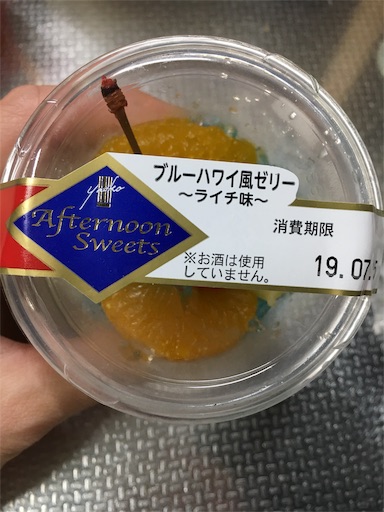 Afternoon
Sweets
ブルーハワイ風ゼリー
～ライチ味～
消費期限
※お酒は使用
していません。
19.07.